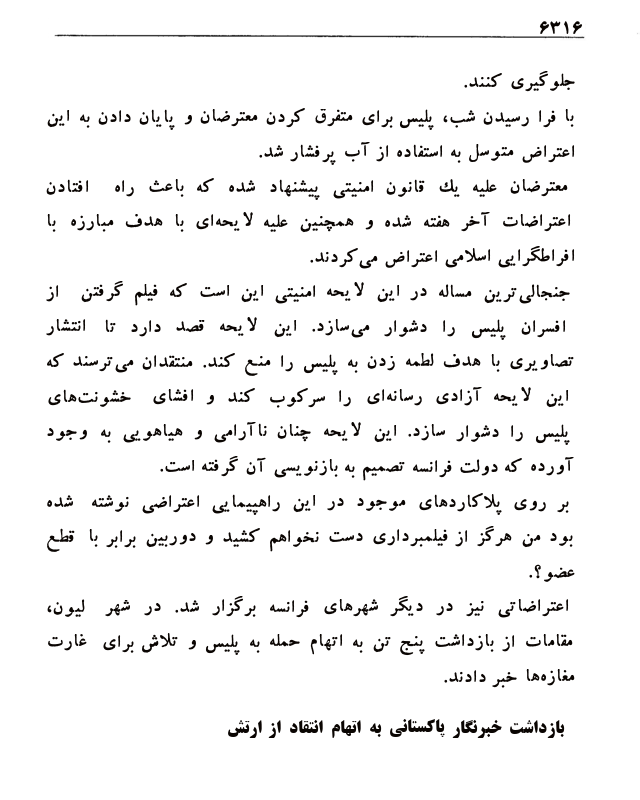 ۶۳۱۶
جلوگیری کنند.
با فرا رسیدن شب، پلیس برای متفرق کردن معترضان و پایان دادن به این
اعتراض متوسل به استفاده از آب پرفشار شد.
معترضان علیه یك قانون امنیتی پیشنهاد شده که باعث راه افتادن
اعتراضات آخر هفته شده و همچنین علیه لایحه‌ای با هدف مبارزه با
افراطگرایی اسلامی اعتراض می‌کردند.
جنجالی‌ترین مساله در این لایحه امنیتی این است که فیلم گرفتن از
افسران پلیس را دشوار می‌سازد. این لایحه قصد دارد تا انتشار
تصاویری با هدف لطمه زدن به پلیس را منع کند. منتقدان می‌ترسند که
این لایحه آزادی رسانه‌ای را سرکوب کند و افشای خشونت‌های
پلیس را دشوار سازد. این لایحه چنان ناآرامی و هیاهویی به وجود
آورده که دولت فرانسه تصمیم به بازنویسی آن گرفته است.
بر روی پلاکاردهای موجود در این راهپیمایی اعتراضی نوشته شده
بود من هرگز از فیلمبرداری دست نخواهم کشید و دوربین برابر با قطع
عضو؟.
اعتراضاتی نیز در دیگر شهرهای فرانسه برگزار شد. در شهر لیون،
مقامات از بازداشت پنج تن به اتهام حمله به پلیس و تلاش برای غارت
مغازه‌ها خبر دادند.
بازداشت خبرنگار پاکستانی به اتهام انتقاد از ارتش